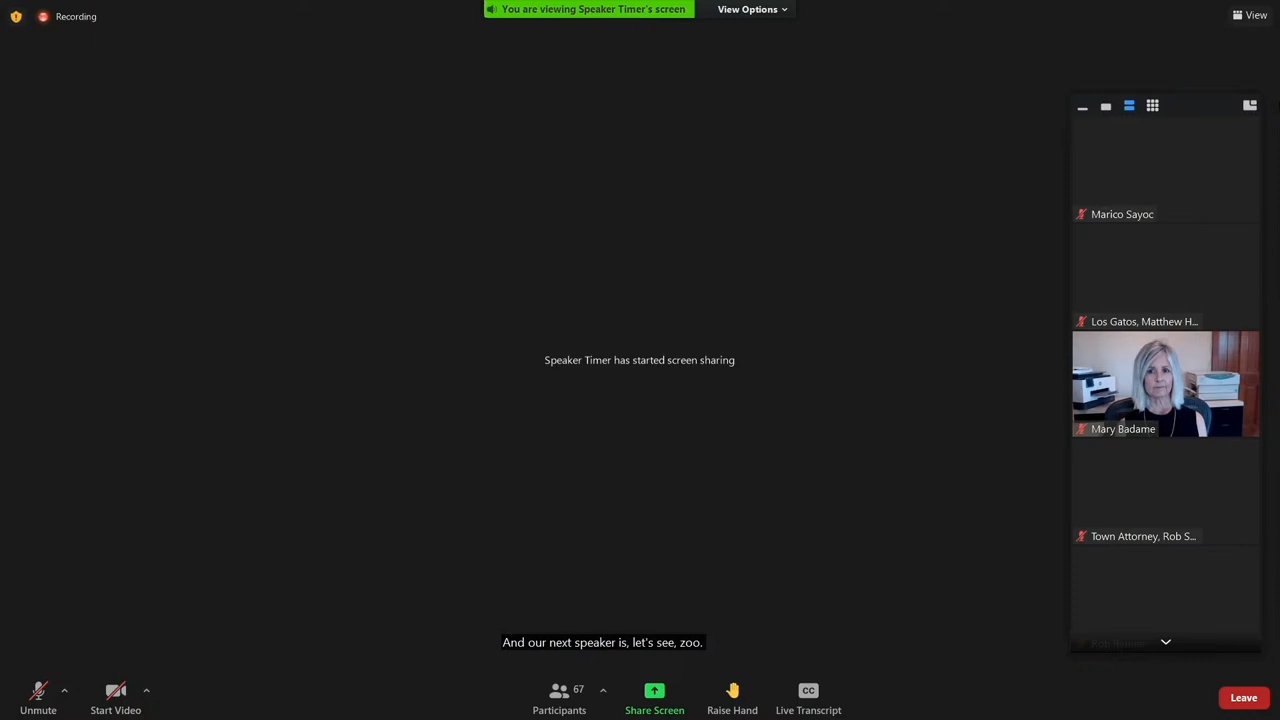 Recording
You are viewing Speaker Timer's screen
View Options
View
Marico Sayoc
Los Gatos, Matthew H...
Speaker Timer has started screen sharing
Mary Badame
Town Attorney, Rob S...
And our next speaker is, let's see, zoo.
67
Unmute
Start Video
Participants
Share Screen
Raise Hand
CC
Live Transcript
Leave